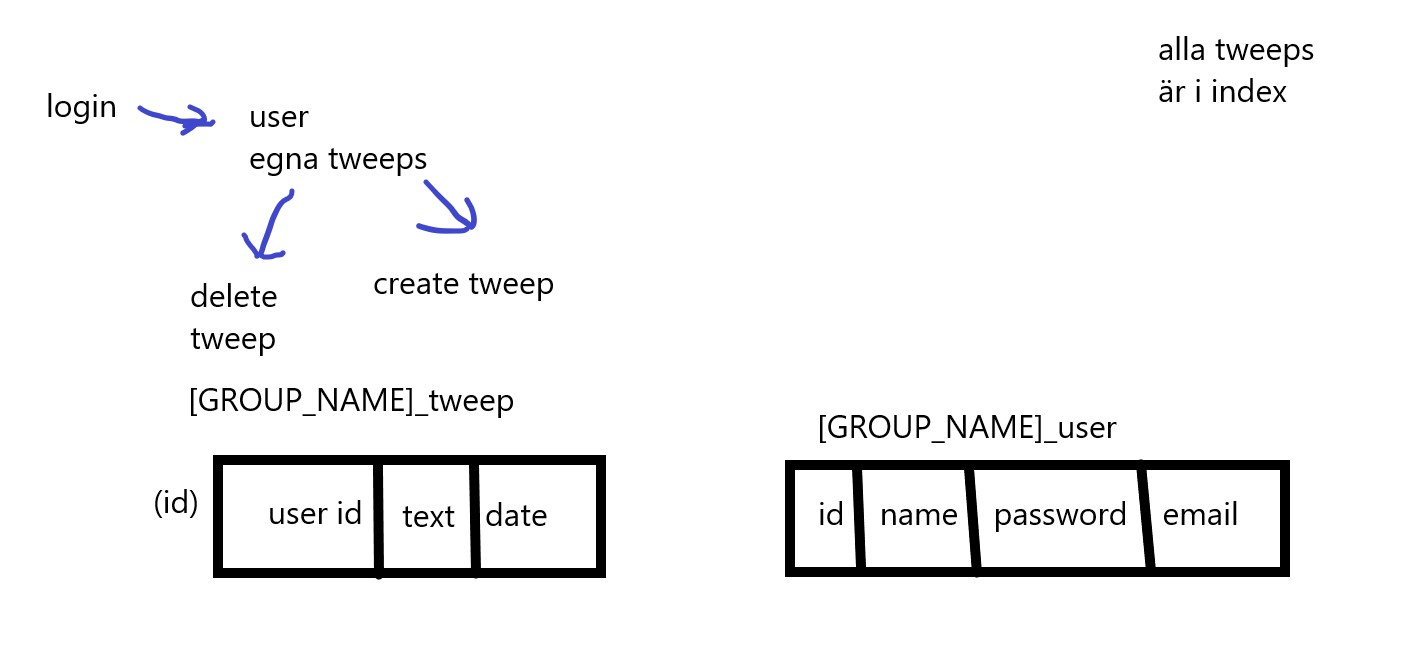 alla tweeps
är i index
login
user
egna tweeps
delete
tweep
create tweep
[GROUP_NAME]_tweep
[GROUP_NAME]_user
(id)
user id
text
date
id
name
password
email